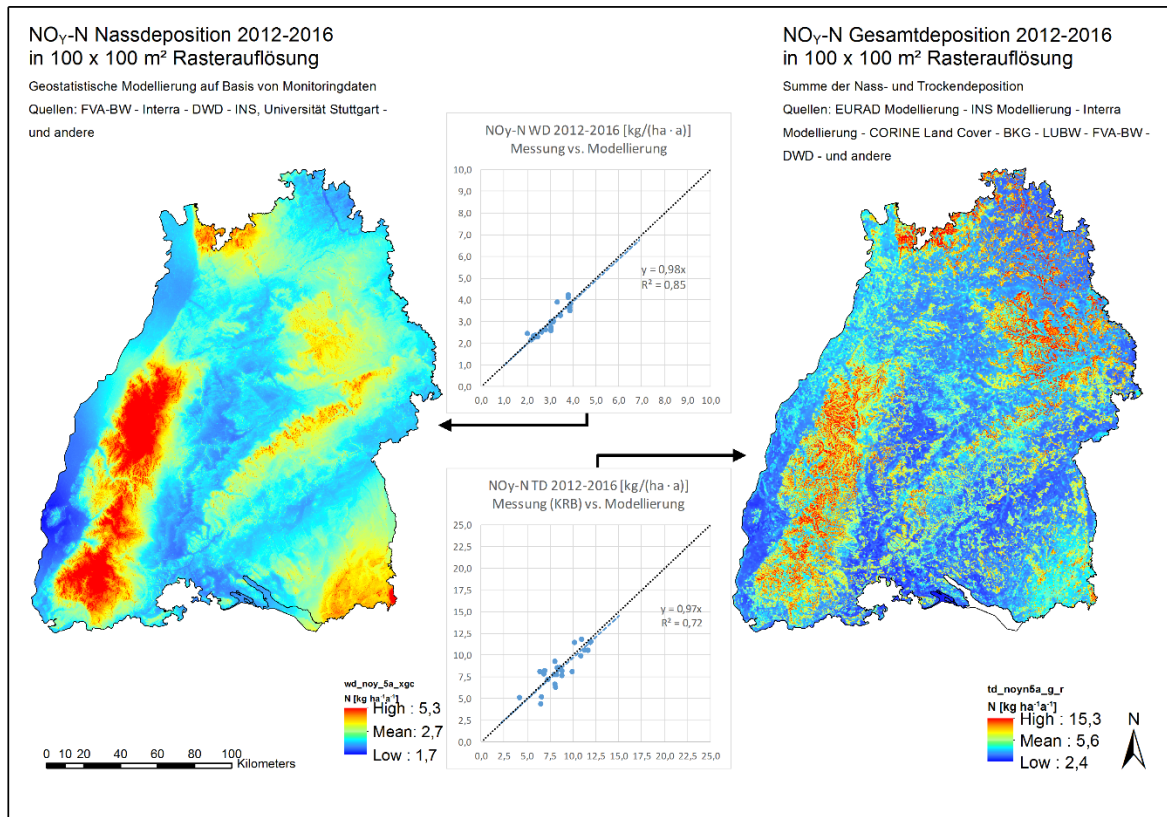 NOY-N Nassdeposition 2012-2016
in 100 x 100 m² Rasterauflösung
Geostatistische Modellierung auf Basis von Monitoringdaten
Quellen: FVA-BW - Interra - DWD - INS, Universität Stuttgart -
und andere
NOY-N Gesamtdeposition 2012-2016
in 100 x 100 m² Rasterauflösung
Summe der Nass- und Trockendeposition
Quellen: EURAD Modellierung - INS Modellierung - Interra
Modellierung - CORINE Land Cover - BKG - LUBW - FVA-BW -
DWD - und andere
NOy-N WD 2012-2016 [kg/(ha · a)]
Messung vs. Modellierung
10,0
9,0
8,0
7,0
6,0
5,0
4,0
3,0
2,0
1,0
0,0
y = 0,98x
R² = 0,85
0,0 1,0 2,0 3,0 4,0 5,0 6,0 7,0 8,0 9,0 10,0
NOy-N TD 2012-2016 [kg/(ha · a)]
Messung (KRB) vs. Modellierung
25,0
22,5
20,0
17,5
15,0
12,5
10,0
7,5
5,0
2,5
0,0
y = 0,97x
R² = 0,72
0,0 2,5 5,0 7,5 10,0 12,5 15,0 17,5 20,0 22,5 25,0
wd_noy_5a_xgc
N [kg ha-1a-1]
High : 5,3
Mean: 2,7
Low : 1,7
0 10 20 40 60 80 100
Kilometers
td_noyn5a_g_r
N [kg ha-1a-1]
High : 15,3
Mean : 5,6
Low : 2,4
N